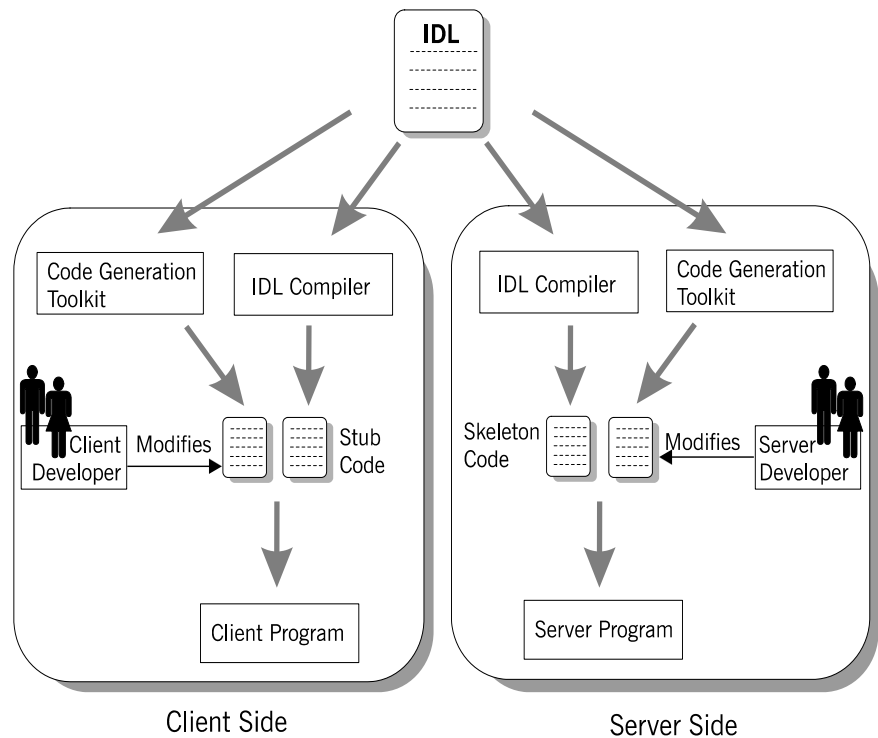 IDL
Code Generation
Toolkit
IDL Compiler
IDL Compiler
Code Generation
Toolkit
Client
Developer
Modifies
Stub
Code
Skeleton
Code
Modifies
Server
Developer
Client Program
Server Program
Client Side
Server Side